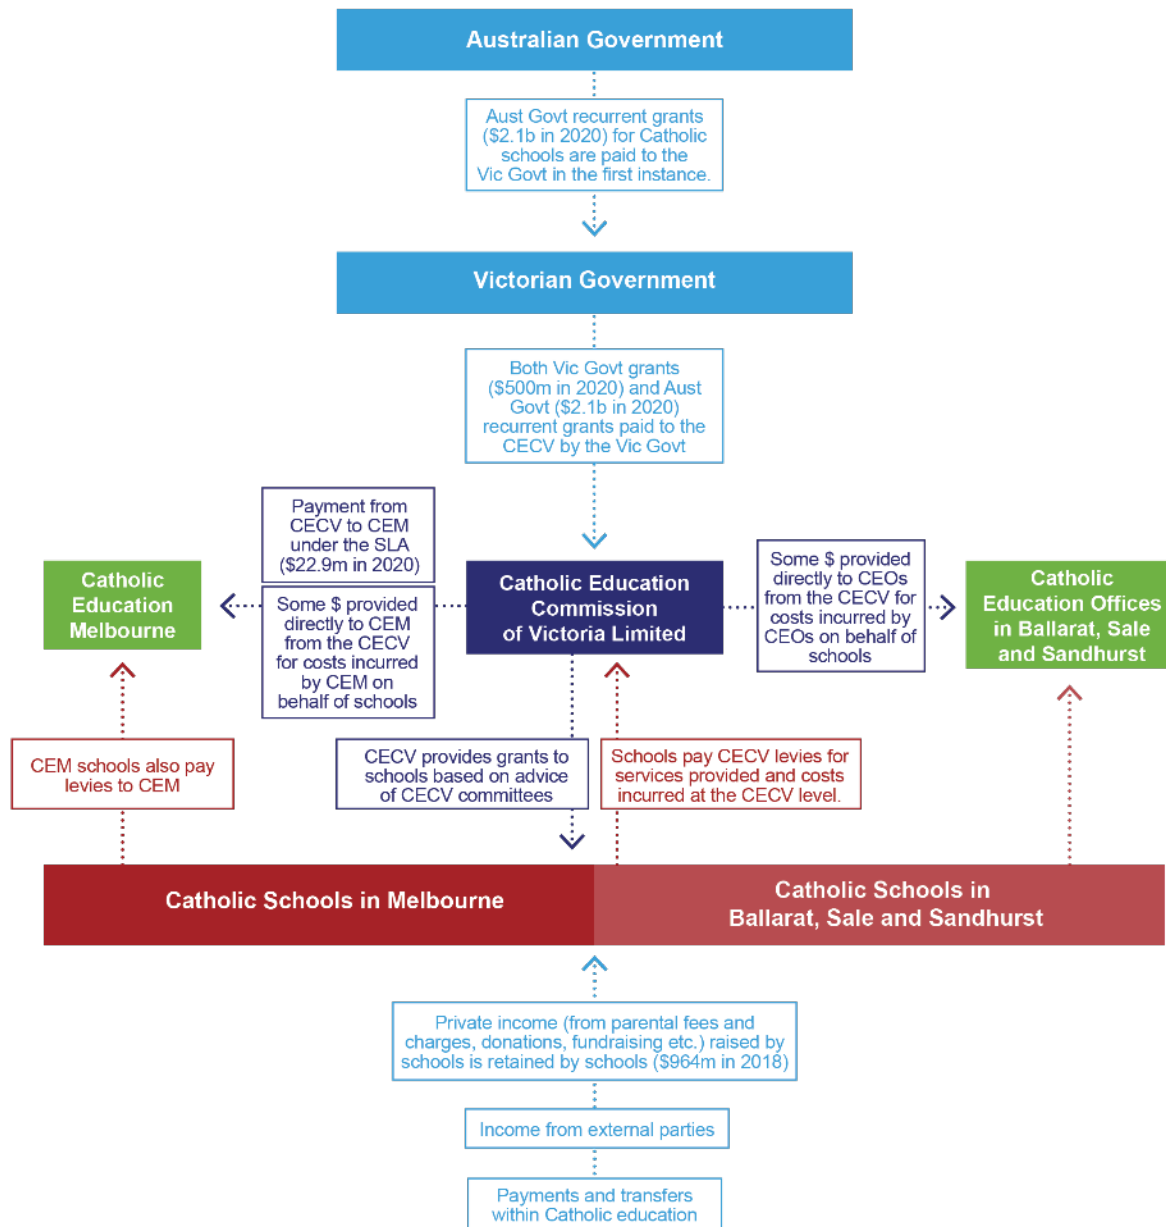 Australian Government
Aust Govt recurrent grants
($2.1b in 2020) for Catholic
schools are paid to the
Vic Govt in the first instance.
Victorian Government
Both Vic Govt grants
($500m in 2020) and Aust
Govt ($2.1b in 2020)
recurrent grants paid to the
CECV by the Vic Govt
Payment from
CECV to CEM
under the SLA
($22.9m in 2020)
Catholic
Education
Melbourne
Some $ provided
directly to CEM
from the CECV
for costs incurred
by CEM on
behalf of schools
Catholic Education
Commission
of Victoria Limited
Some $ provided
directly to CEOs
from the CECV for
costs incurred by
CEOs on behalf of
schools
Catholic
Education Offices
in Ballarat, Sale
and Sandhurst
CEM schools also pay
levies to CEM
CECV provides grants to
schools based on advice
of CECV committees
Schools pay CECV levies for
services provided and costs
incurred at the CECV level.
Catholic Schools in Melbourne
Catholic Schools in
Ballarat, Sale and Sandhurst
Private income (from parental fees and
charges, donations, fundraising etc.) raised by
schools is retained by schools ($964m in 2018)
Income from external parties
Payments and transfers
within Catholic education